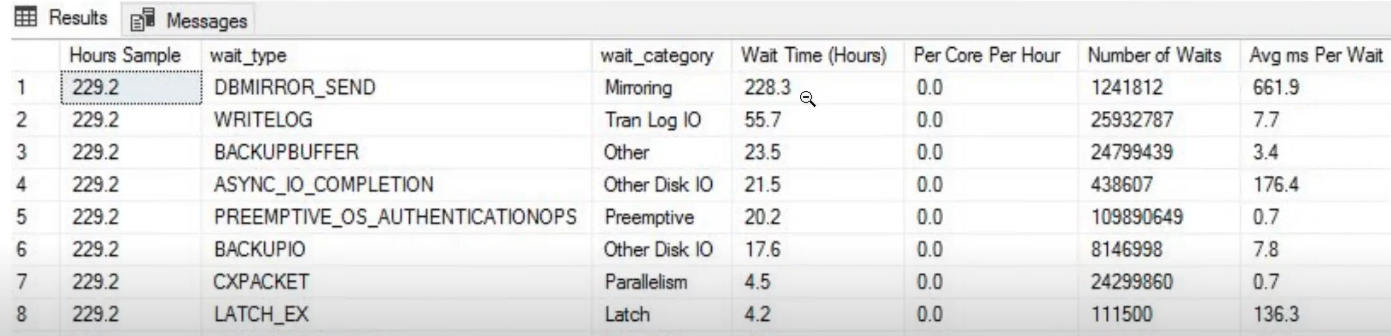 Results Messages
Hours Sample wait_type wait_category Wait Time (Hours) Per Core Per Hour Number of Waits Avg ms Per Wait
1 229.2 DBMIRROR_SEND Mirroring 228.3 0.0 1241812 661.9
2 229.2 WRITELOG Tran Log IO 55.7 0.0 25932787 7.7
3 229.2 BACKUPBUFFER Other 23.5 0.0 24799439 3.4
4 229.2 ASYNC_IO_COMPLETION Other Disk IO 21.5 0.0 438607 176.4
5 229.2 PREEMPTIVE_OS_AUTHENTICATIONOPS Preemptive 20.2 0.0 109890649 0.7
6 229.2 BACKUPIO Other Disk IO 17.6 0.0 8146998 7.8
7 229.2 CXPACKET Parallelism 4.5 0.0 24299860 0.7
8 229.2 LATCH_EX Latch 4.2 0.0 111500 136.3